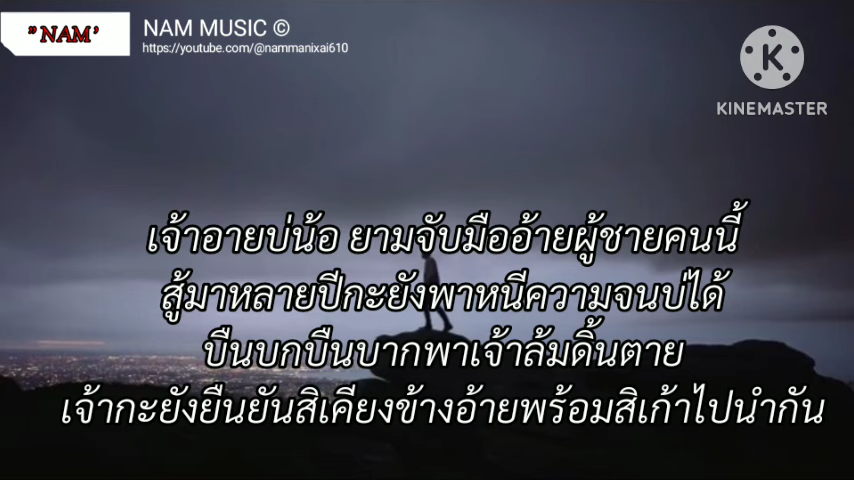 ” NAM’
NAM MUSIC ©
https://youtube.com/@nammanixai610
KINEMASTER
เจ้าอายบ่น้อ ยามจับมืออ้ายผู้ชายคนนี้
สู้มาหลายปีกะยังพาหนีความจนบ่ได้
บืนบกบืนบากพาเจ้าล้มดิ้นตาย
เจ้ากะยังยืนยันสิเคียงข้างอ้ายพร้อมสิเก้าไปนำกัน